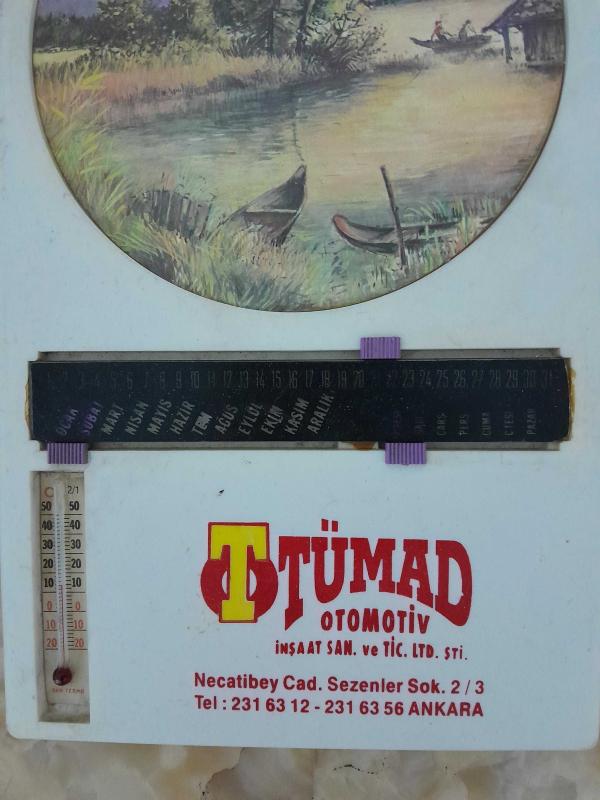 2 3 4 5 6 7 8 9 10 11 12 13 14 15 16 17 18 19 20 23 24 25 26 27 28 29 30 31
OCAK ŞUBAT MART NİSAN MAYIS HAZİR TEM AĞUS EYLÜL EKİM KASIM ARALIK ÇARŞ PERŞ CUMA C.TESİ PAZAR
C 2/1
50 50
40 40
30 30
20 20
10 10
0 0
10 10
20 20
T TÜMAD
OTOMOTİV
İNŞAAT SAN. ve TİC. LTD. ŞTİ.
Necatibey Cad. Sezenler Sok. 2 / 3
Tel : 231 63 12 - 231 63 56 ANKARA